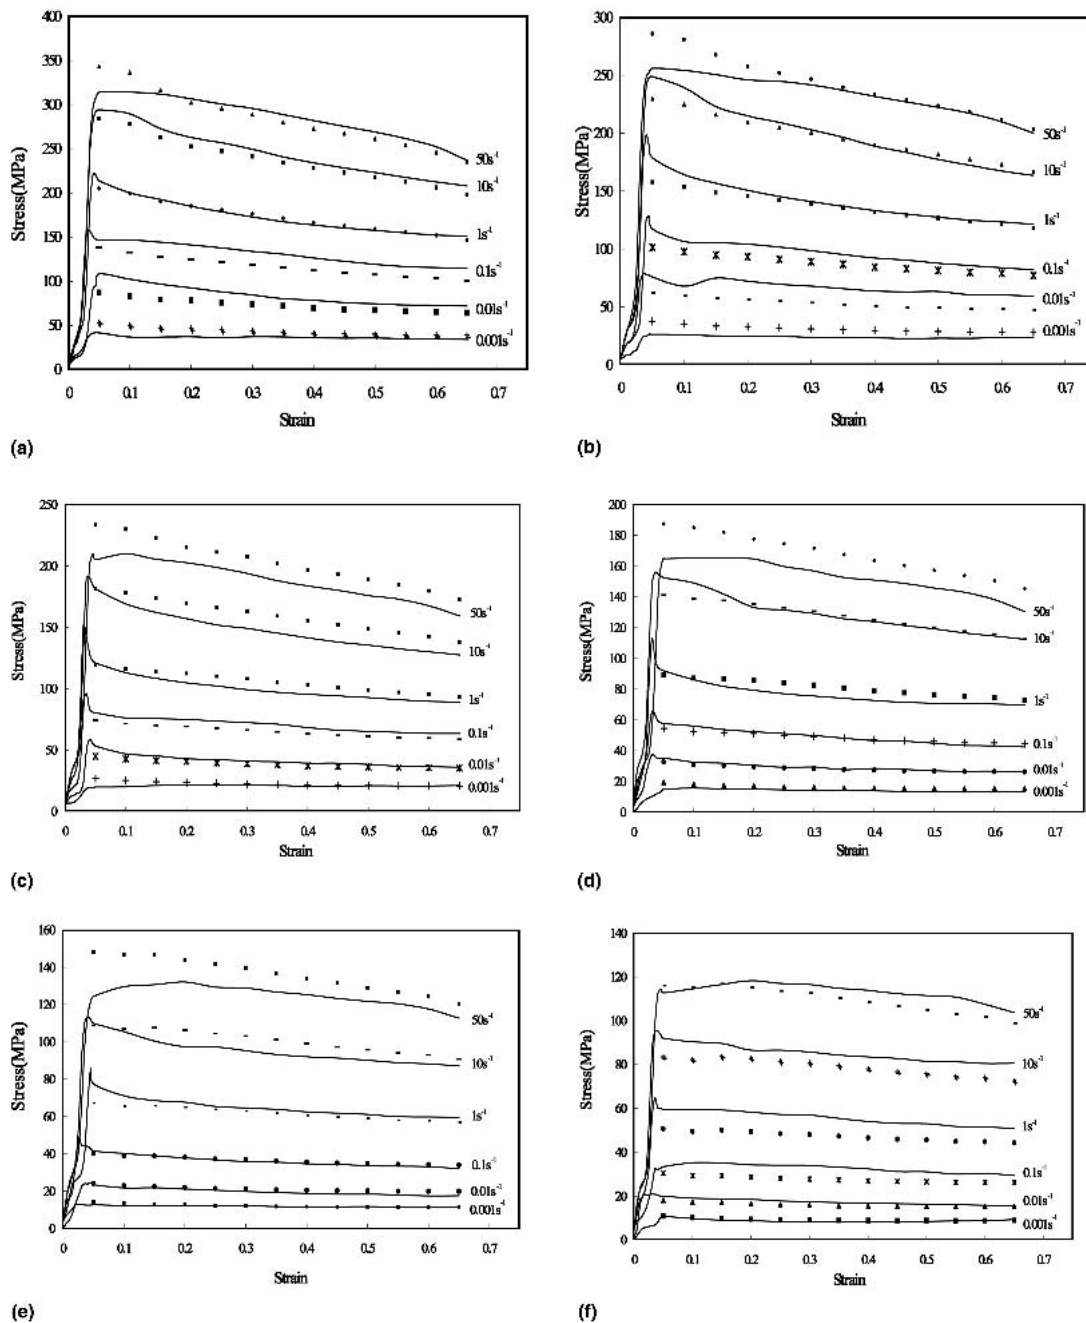 400
350
300
250
200
150
100
50
0
Stress(MPa)
50s⁻¹
10s⁻¹
1s⁻¹
0.1s⁻¹
0.01s⁻¹
0.001s⁻¹
0 0.1 0.2 0.3 0.4 0.5 0.6 0.7
Strain
(a)
300
250
200
150
100
50
0
Stress(MPa)
50s⁻¹
10s⁻¹
1s⁻¹
0.1s⁻¹
0.01s⁻¹
0.001s⁻¹
0 0.1 0.2 0.3 0.4 0.5 0.6 0.7
Strain
(b)
250
200
150
100
50
0
Stress(MPa)
50s⁻¹
10s⁻¹
1s⁻¹
0.1s⁻¹
0.01s⁻¹
0.001s⁻¹
0 0.1 0.2 0.3 0.4 0.5 0.6 0.7
Strain
(c)
200
180
160
140
120
100
80
60
40
20
0
Stress(MPa)
50s⁻¹
10s⁻¹
1s⁻¹
0.1s⁻¹
0.01s⁻¹
0.001s⁻¹
0 0.1 0.2 0.3 0.4 0.5 0.6 0.7
Strain
(d)
160
140
120
100
80
60
40
20
0
Stress(MPa)
50s⁻¹
10s⁻¹
1s⁻¹
0.1s⁻¹
0.01s⁻¹
0.001s⁻¹
0 0.1 0.2 0.3 0.4 0.5 0.6 0.7
Strain
(e)
140
120
100
80
60
40
20
0
Stress(MPa)
50s⁻¹
10s⁻¹
1s⁻¹
0.1s⁻¹
0.01s⁻¹
0.001s⁻¹
0 0.1 0.2 0.3 0.4 0.5 0.6 0.7
Strain
(f)